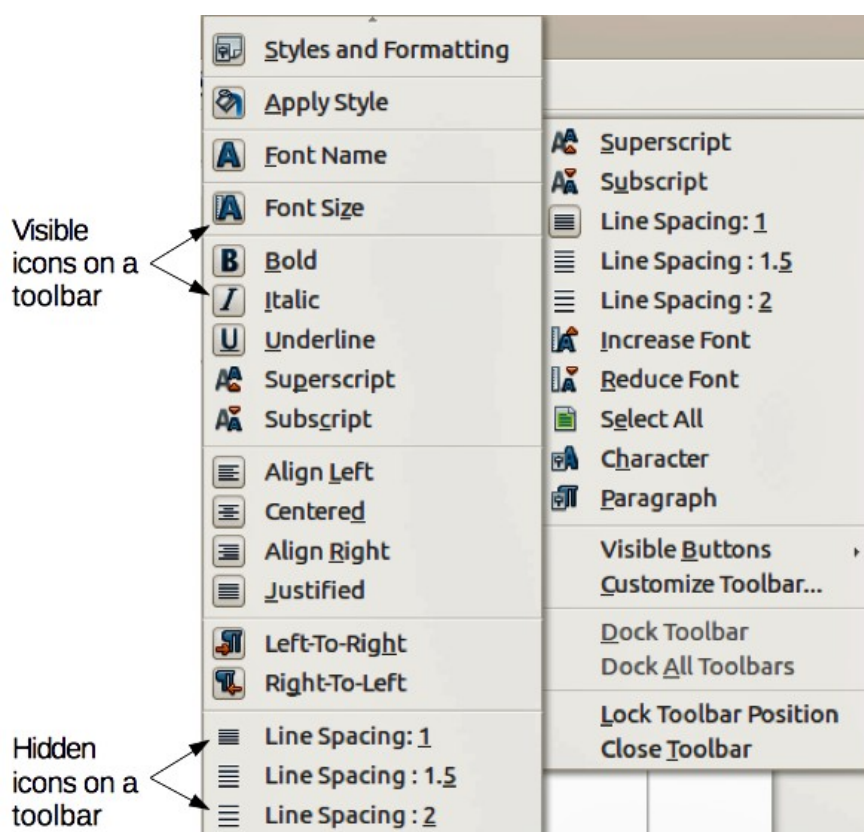 Visible
icons on a
toolbar
Hidden
icons on a
toolbar
Styles and Formatting
Apply Style
Font Name
Font Size
Bold
Italic
Underline
Superscript
Subscript
Align Left
Centered
Align Right
Justified
Left-To-Right
Right-To-Left
Line Spacing: 1
Line Spacing : 1.5
Line Spacing : 2
Superscript
Subscript
Line Spacing: 1
Line Spacing : 1.5
Line Spacing : 2
Increase Font
Reduce Font
Select All
Character
Paragraph
Visible Buttons
Customize Toolbar...
Dock Toolbar
Dock All Toolbars
Lock Toolbar Position
Close Toolbar